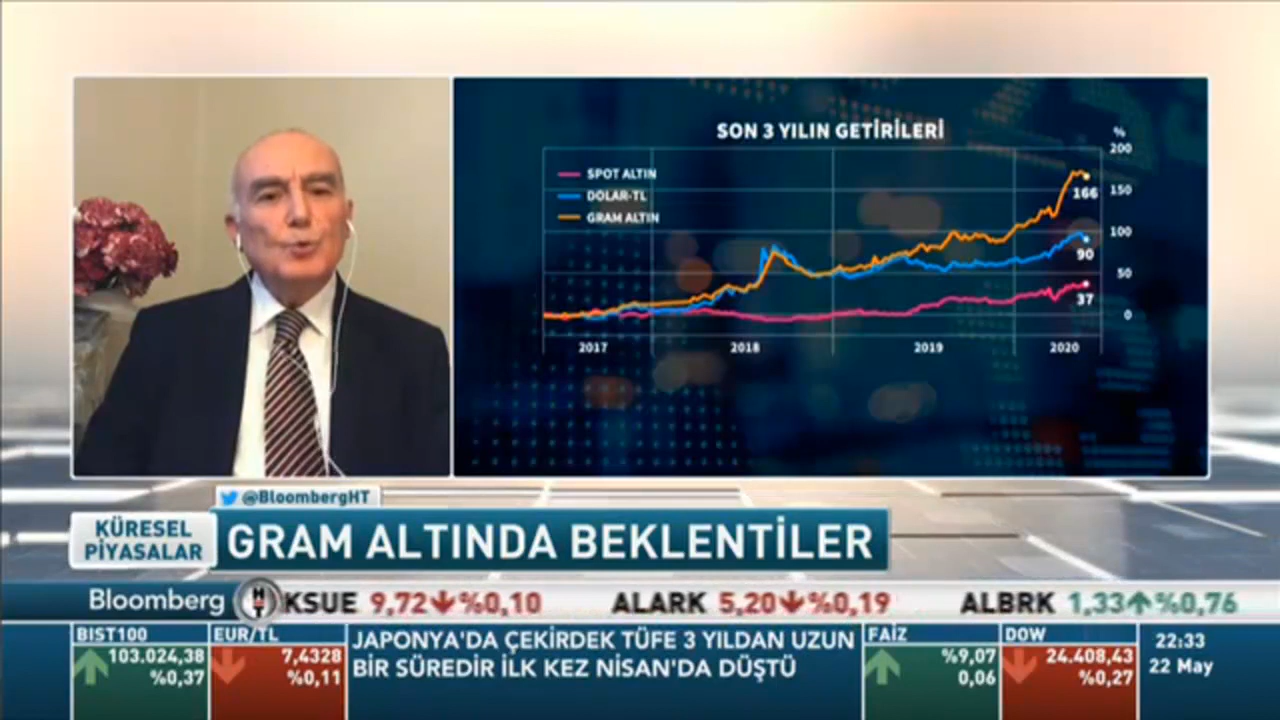 SON 3 YILIN GETİRİLERİ
%
200
150
100
50
0
SPOT ALTIN
DOLAR-TL
GRAM ALTIN
166
90
37
2017 2018 2019 2020
@BloombergHT
KÜRESEL
PİYASALAR
GRAM ALTINDA BEKLENTİLER
Bloomberg HT KSUE 9,72 %0,10 ALARK 5,20 %0,19 ALBRK 1,33 %0,76
BIST100
103.024,38
%0,37
EUR/TL
7,4328
%0,11
JAPONYA'DA ÇEKİRDEK TÜFE 3 YILDAN UZUN
BİR SÜREDİR İLK KEZ NİSAN'DA DÜŞTÜ
FAİZ
%9,07
0,06
DOW
24.408,43
%0,27
22:33
22 May